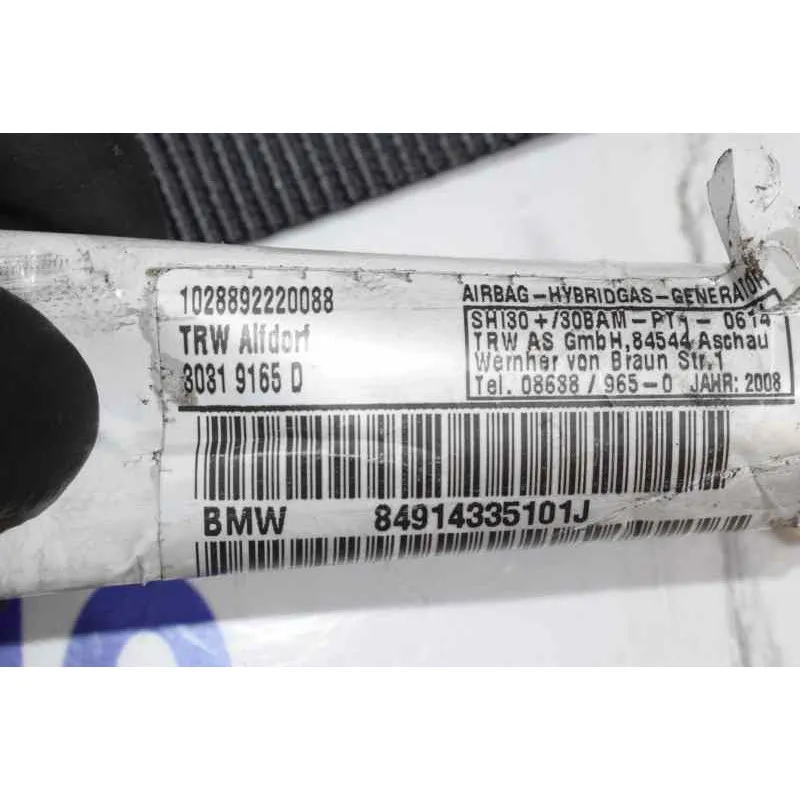 1028892220088
TRW Alfdorf
3031 9165 D
AIRBAG-HYBRIDGAS-GENERATOR
SHI30+/30BAM-PT1-0614
TRW AS GmbH,84544 Aschau
Wernher von Braun Str.1
Tel. 08638 / 965-0 JAHR: 2008
BMW 84914335101J